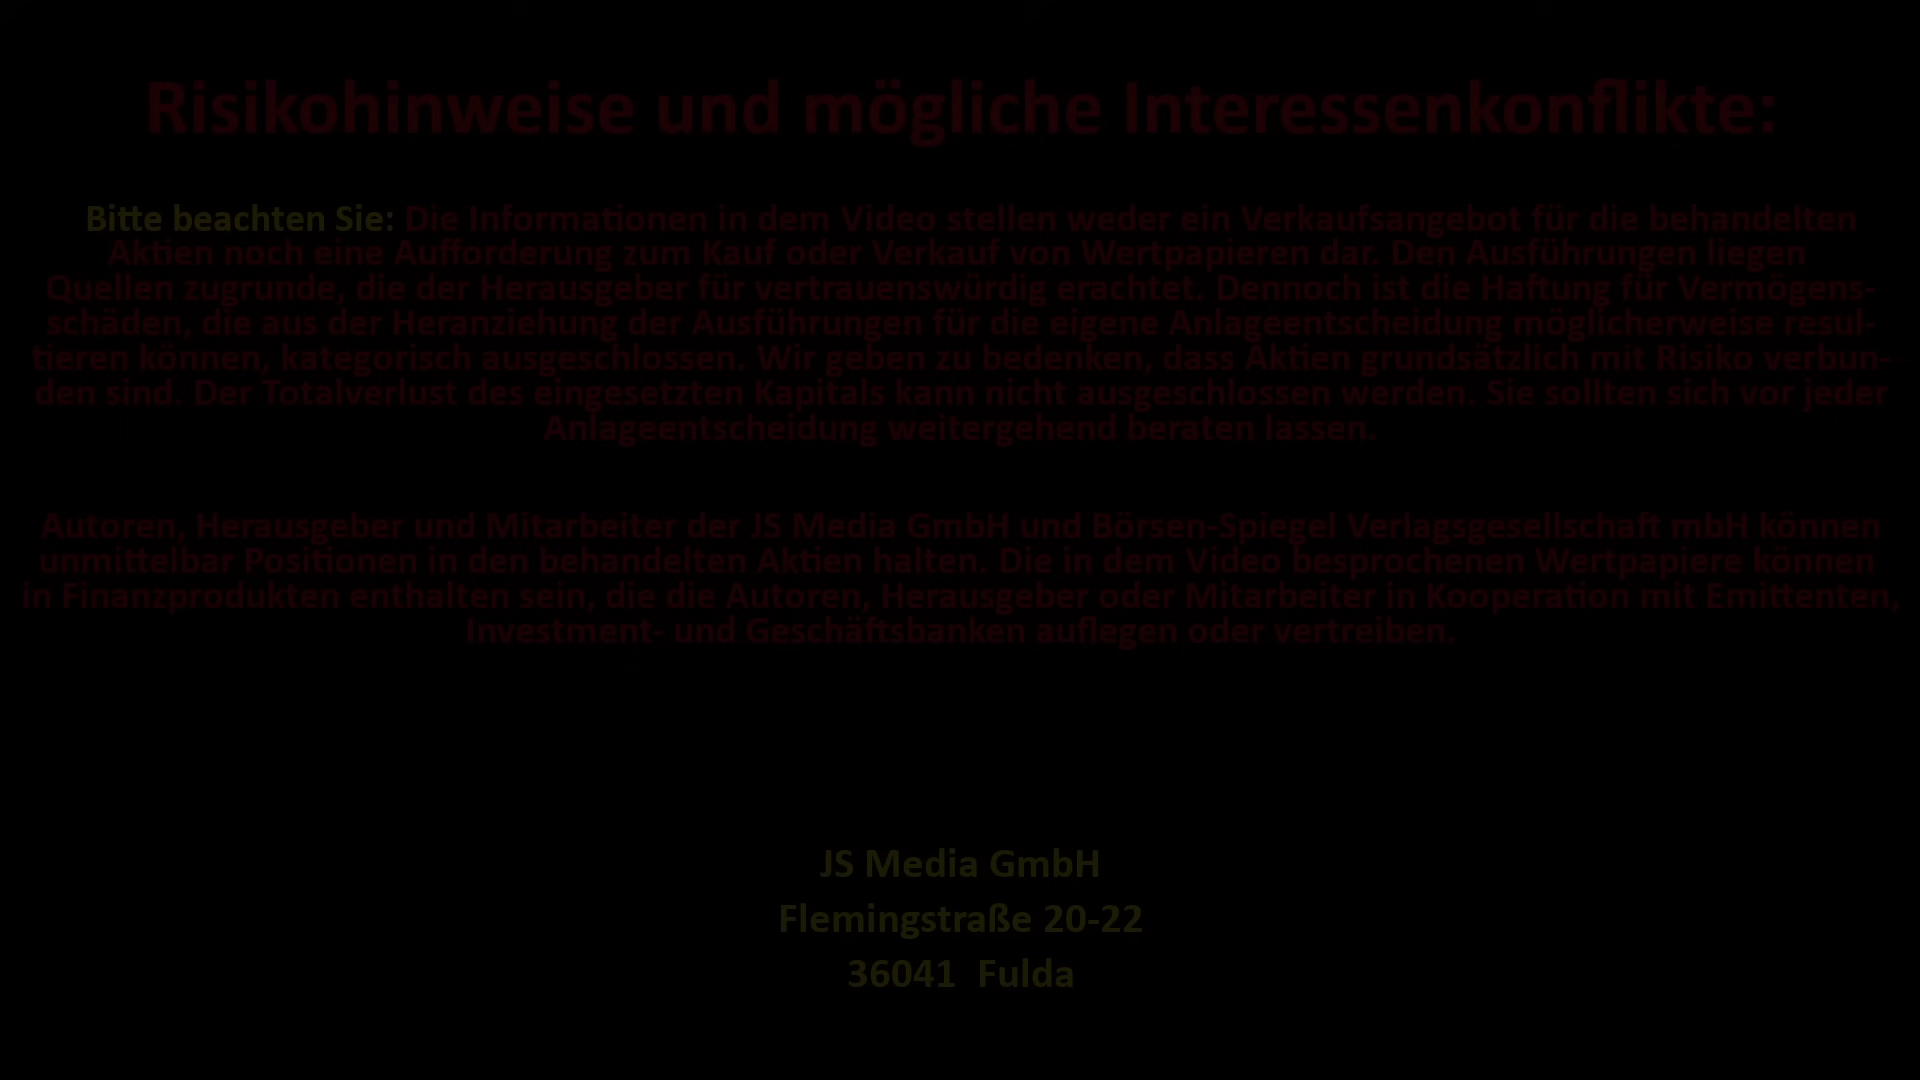 Risikohinweise und mögliche Interessenkonflikte:
Bitte beachten Sie: Die Informationen in dem Video stellen weder ein Verkaufsangebot für die behandelten
Aktien noch eine Aufforderung zum Kauf oder Verkauf von Wertpapieren dar. Den Ausführungen liegen
Quellen zugrunde, die der Herausgeber für vertrauenswürdig erachtet. Dennoch ist die Haftung für Vermögens-
schäden, die aus der Heranziehung der Ausführungen für die eigene Anlageentscheidung möglicherweise resul-
tieren können, kategorisch ausgeschlossen. Wir geben zu bedenken, dass Aktien grundsätzlich mit Risiko verbun-
den sind. Der Totalverlust des eingesetzten Kapitals kann nicht ausgeschlossen werden. Sie sollten sich vor jeder
Anlageentscheidung weitergehend beraten lassen.
Autoren, Herausgeber und Mitarbeiter der JS Media GmbH und Börsen-Spiegel Verlagsgesellschaft mbH können
unmittelbar Positionen in den behandelten Aktien halten. Die in dem Video besprochenen Wertpapiere können
in Finanzprodukten enthalten sein, die die Autoren, Herausgeber oder Mitarbeiter in Kooperation mit Emittenten,
Investment- und Geschäftsbanken auflegen oder vertreiben.
JS Media GmbH
Flemingstraße 20-22
36041  Fulda